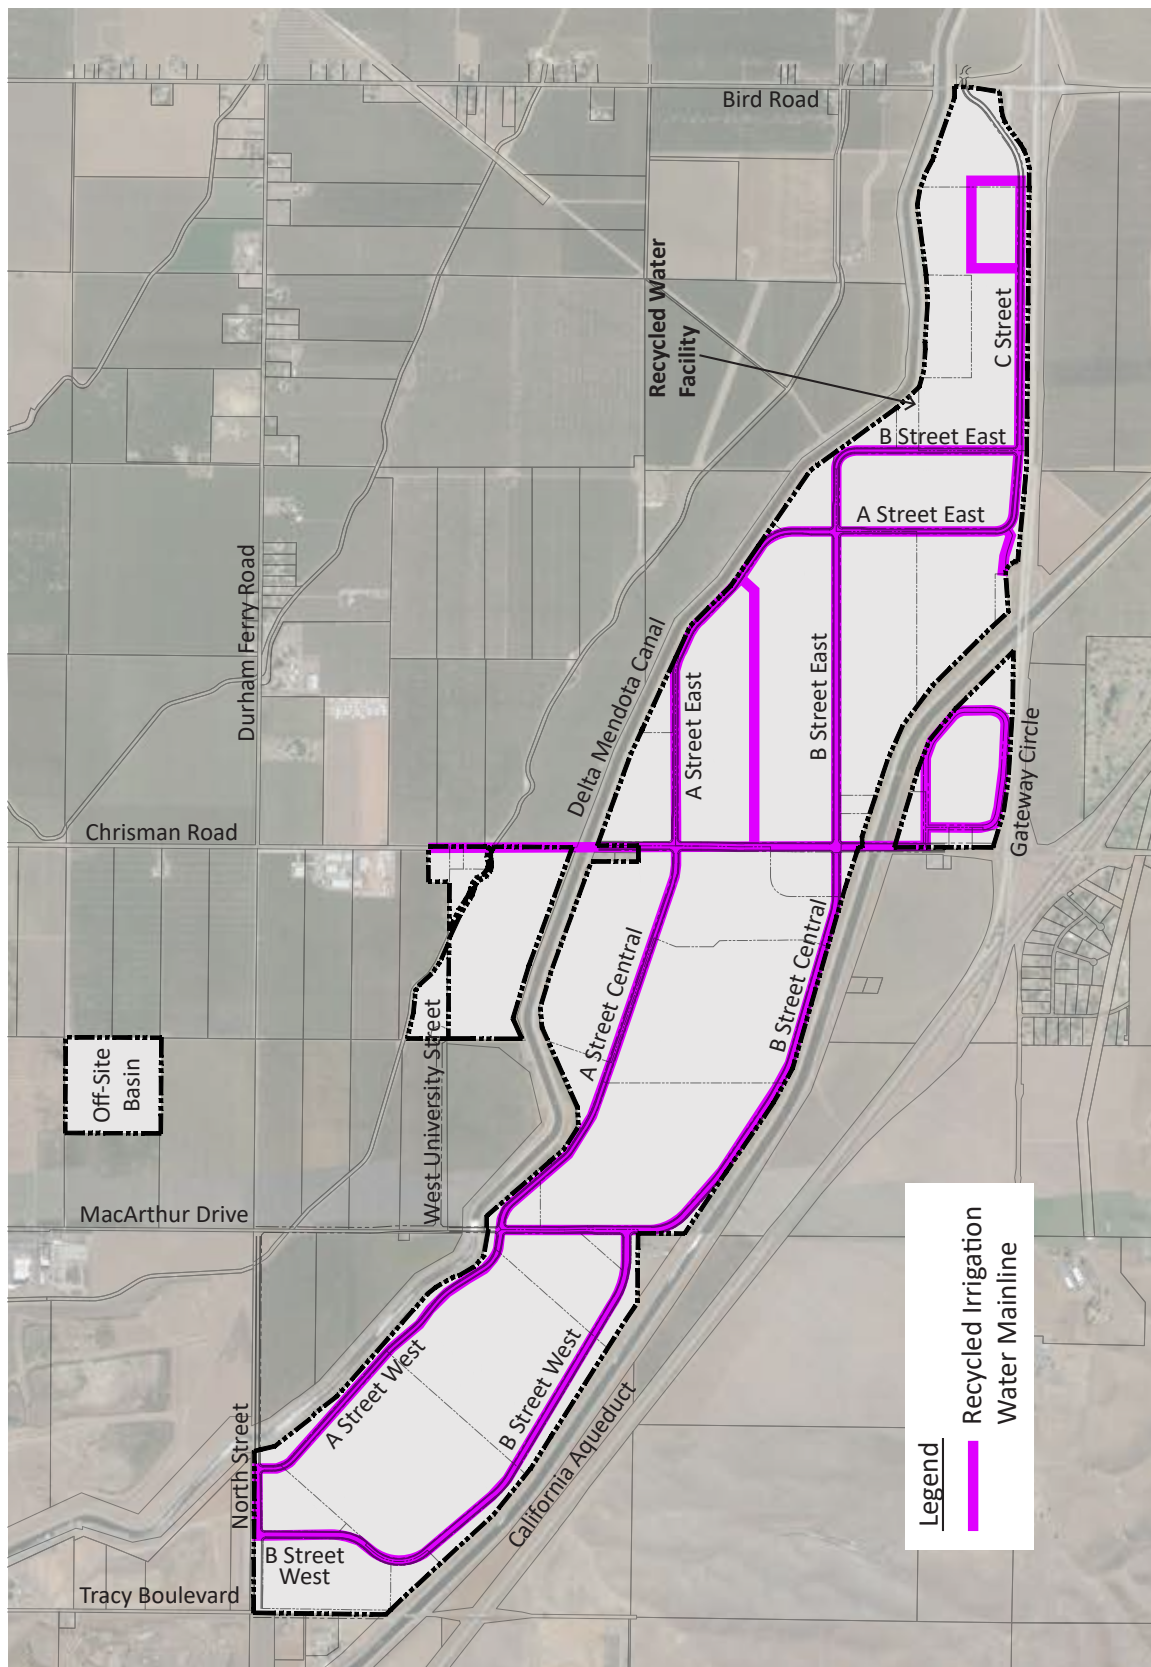 Bird Road
Recycled Water
Facility
C Street
B Street East
A Street East
Durham Ferry Road
Delta Mendota Canal
A Street East
B Street East
Gateway Circle
Chrisman Road
A Street Central
B Street Central
West University Street
Off-Site
Basin
MacArthur Drive
A Street West
B Street West
California Aqueduct
North Street
B Street
West
Tracy Boulevard
Legend
Recycled Irrigation
Water Mainline